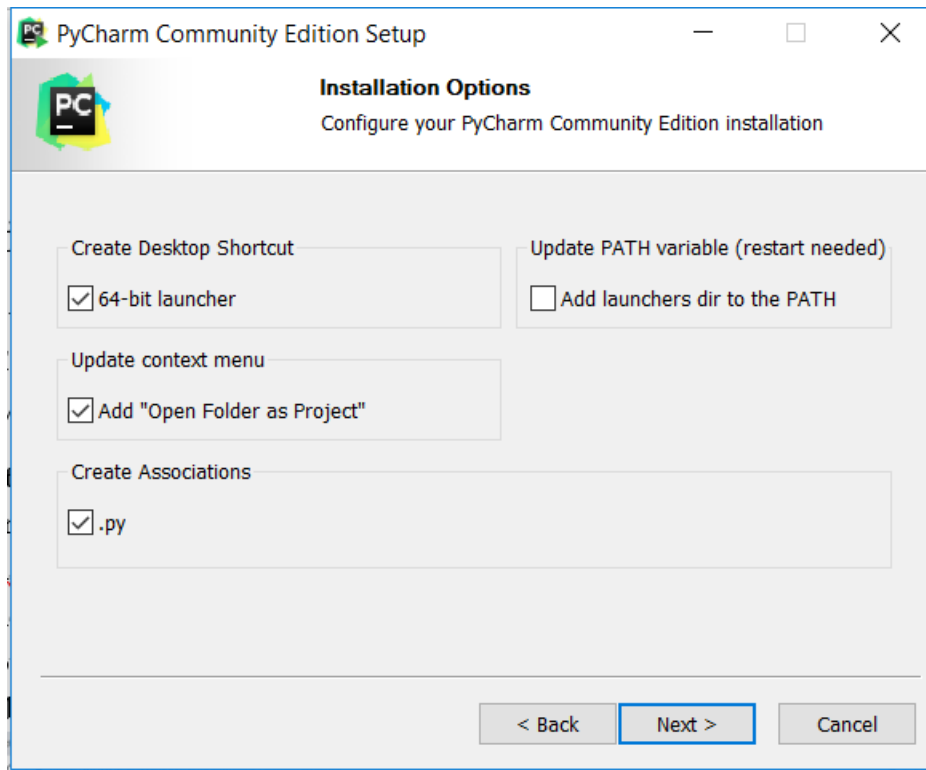 PyCharm Community Edition Setup
PC
Installation Options
Configure your PyCharm Community Edition installation
Create Desktop Shortcut
64-bit launcher
Update PATH variable (restart needed)
Add launchers dir to the PATH
Update context menu
Add "Open Folder as Project"
Create Associations
.py
< Back
Next >
Cancel